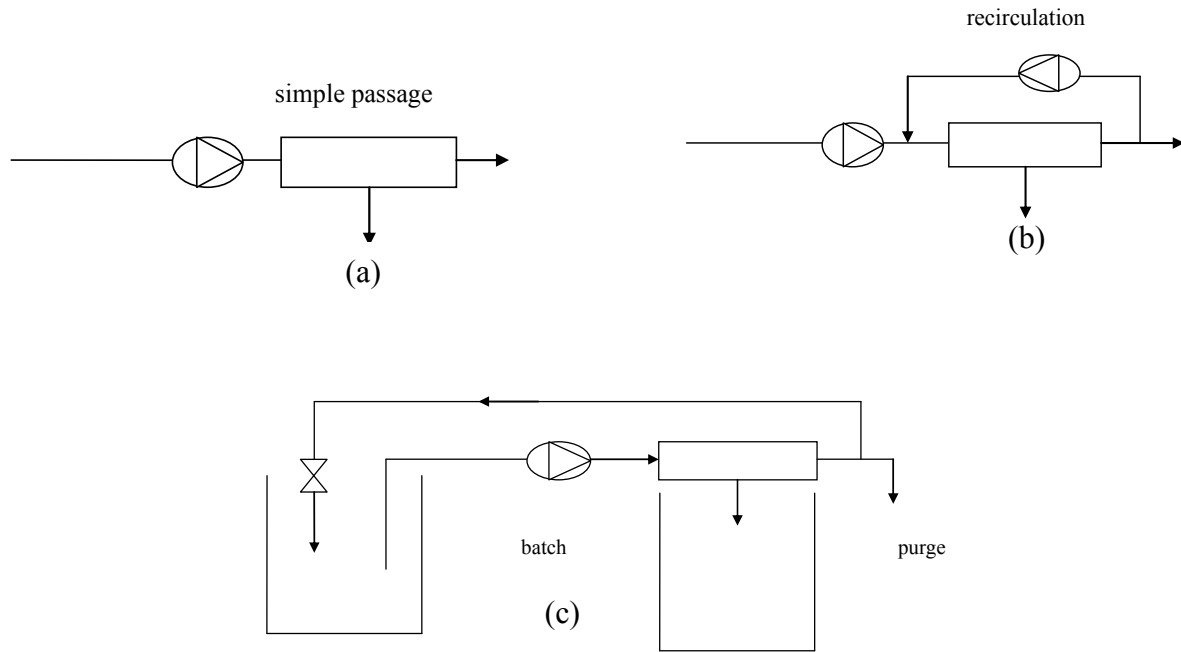 recirculation
simple passage
(a)
(b)
batch
purge
(c)